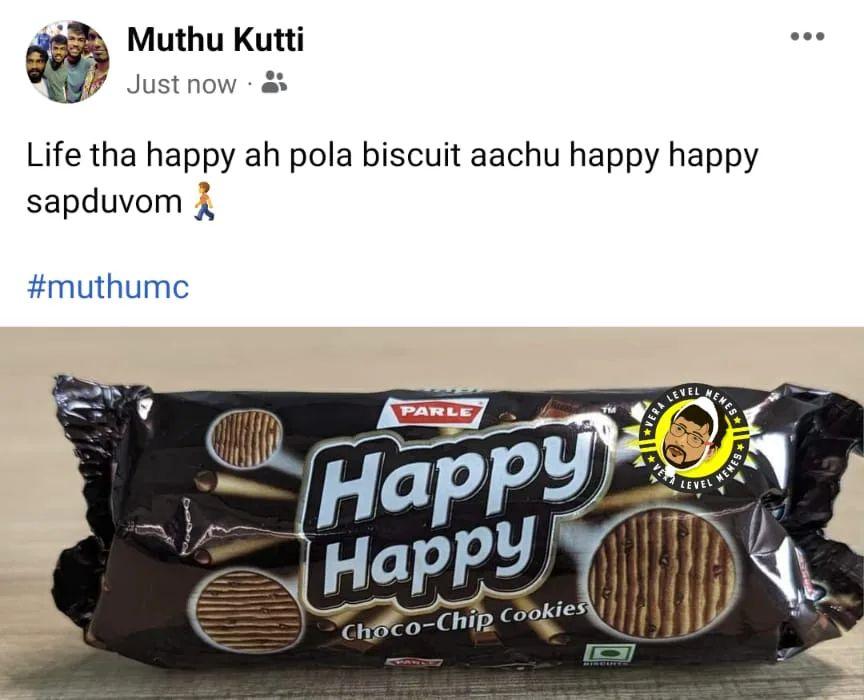 Muthu Kutti
Just now ·
Life tha happy ah pola biscuit aachu happy happy
sapduvom🚶
#muthumc
PARLE
TM
VERA LEVEL MEMES
VERA LEVEL MEMES
Happy
Happy
Choco-Chip Cookies
PARLE
BISCUITS